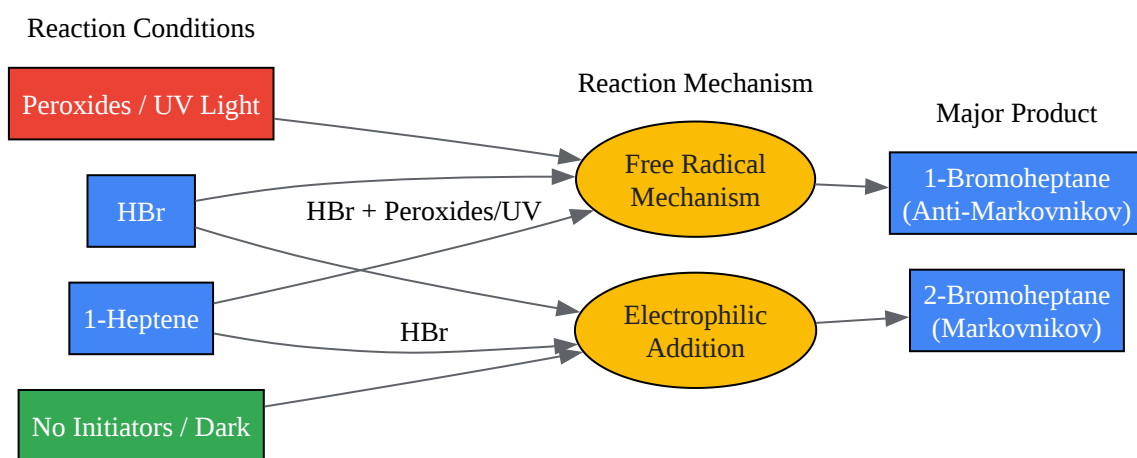 Reaction Conditions
Peroxides / UV Light
HBr
1-Heptene
No Initiators / Dark
HBr + Peroxides/UV
HBr
Reaction Mechanism
Free Radical
Mechanism
Electrophilic
Addition
Major Product
1-Bromoheptane
(Anti-Markovnikov)
2-Bromoheptane
(Markovnikov)